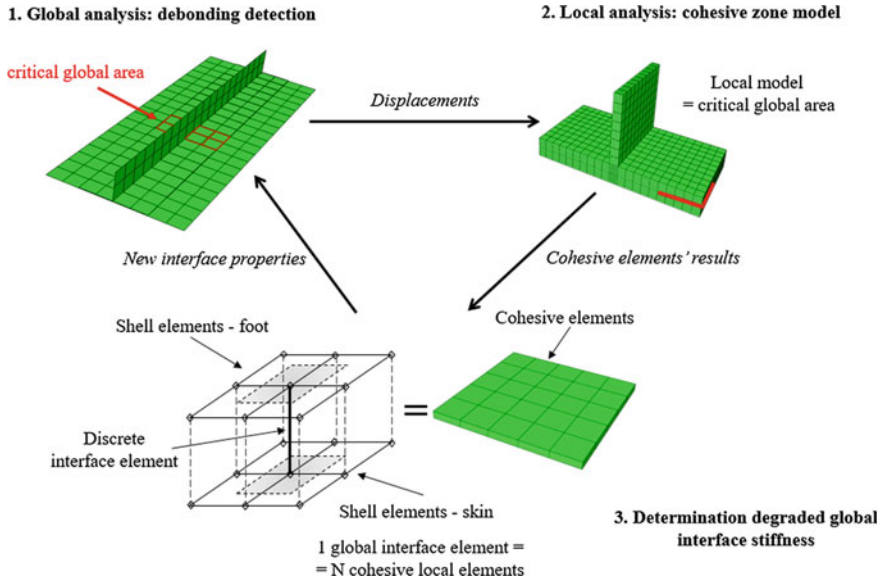 1. Global analysis: debonding detection
2. Local analysis: cohesive zone model
critical global area
Displacements
Local model
= critical global area
New interface properties
Cohesive elements' results
Shell elements - foot
Cohesive elements
=
Discrete
interface element
Shell elements - skin
1 global interface element =
= N cohesive local elements
3. Determination degraded global
interface stiffness